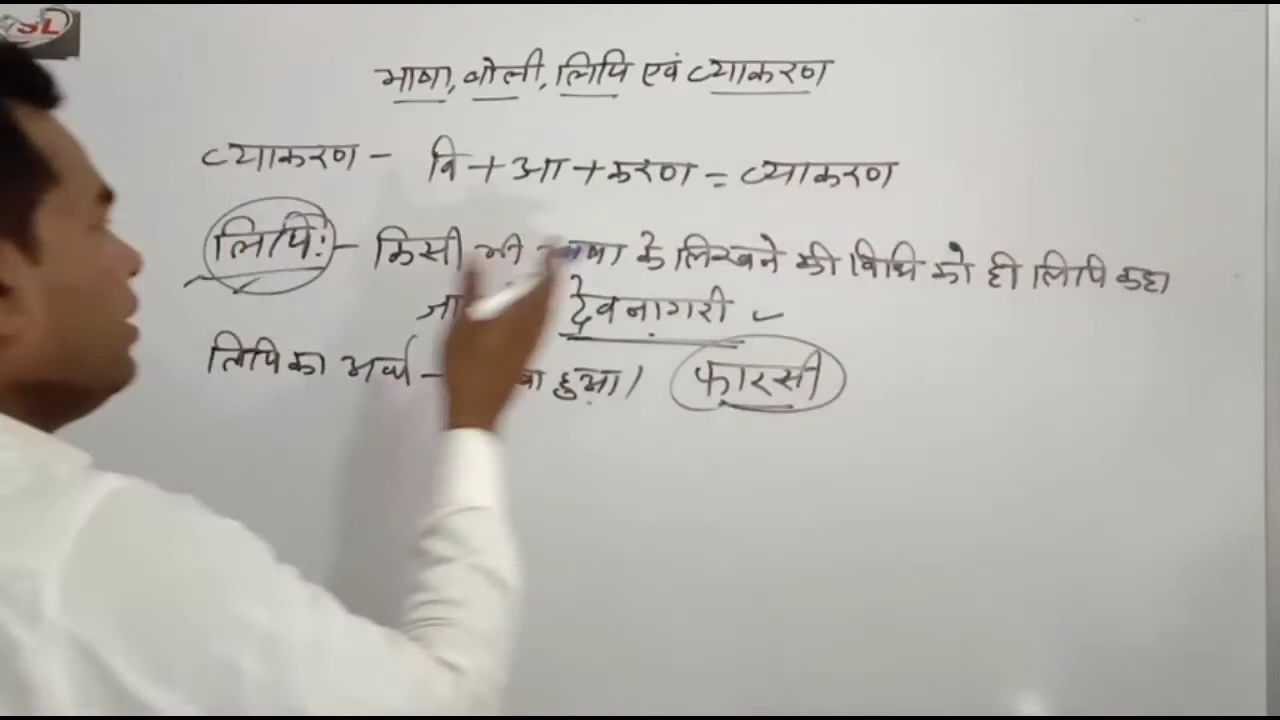 भाषा, बोली, लिपि एवं व्याकरण
व्याकरण - वि + आ + करण = व्याकरण
लिपि:- किसी भी के लिखने की विधि को ही लिपि कहा
देवनागरी
लिपि का अर्थ - हुआ।
फारसी